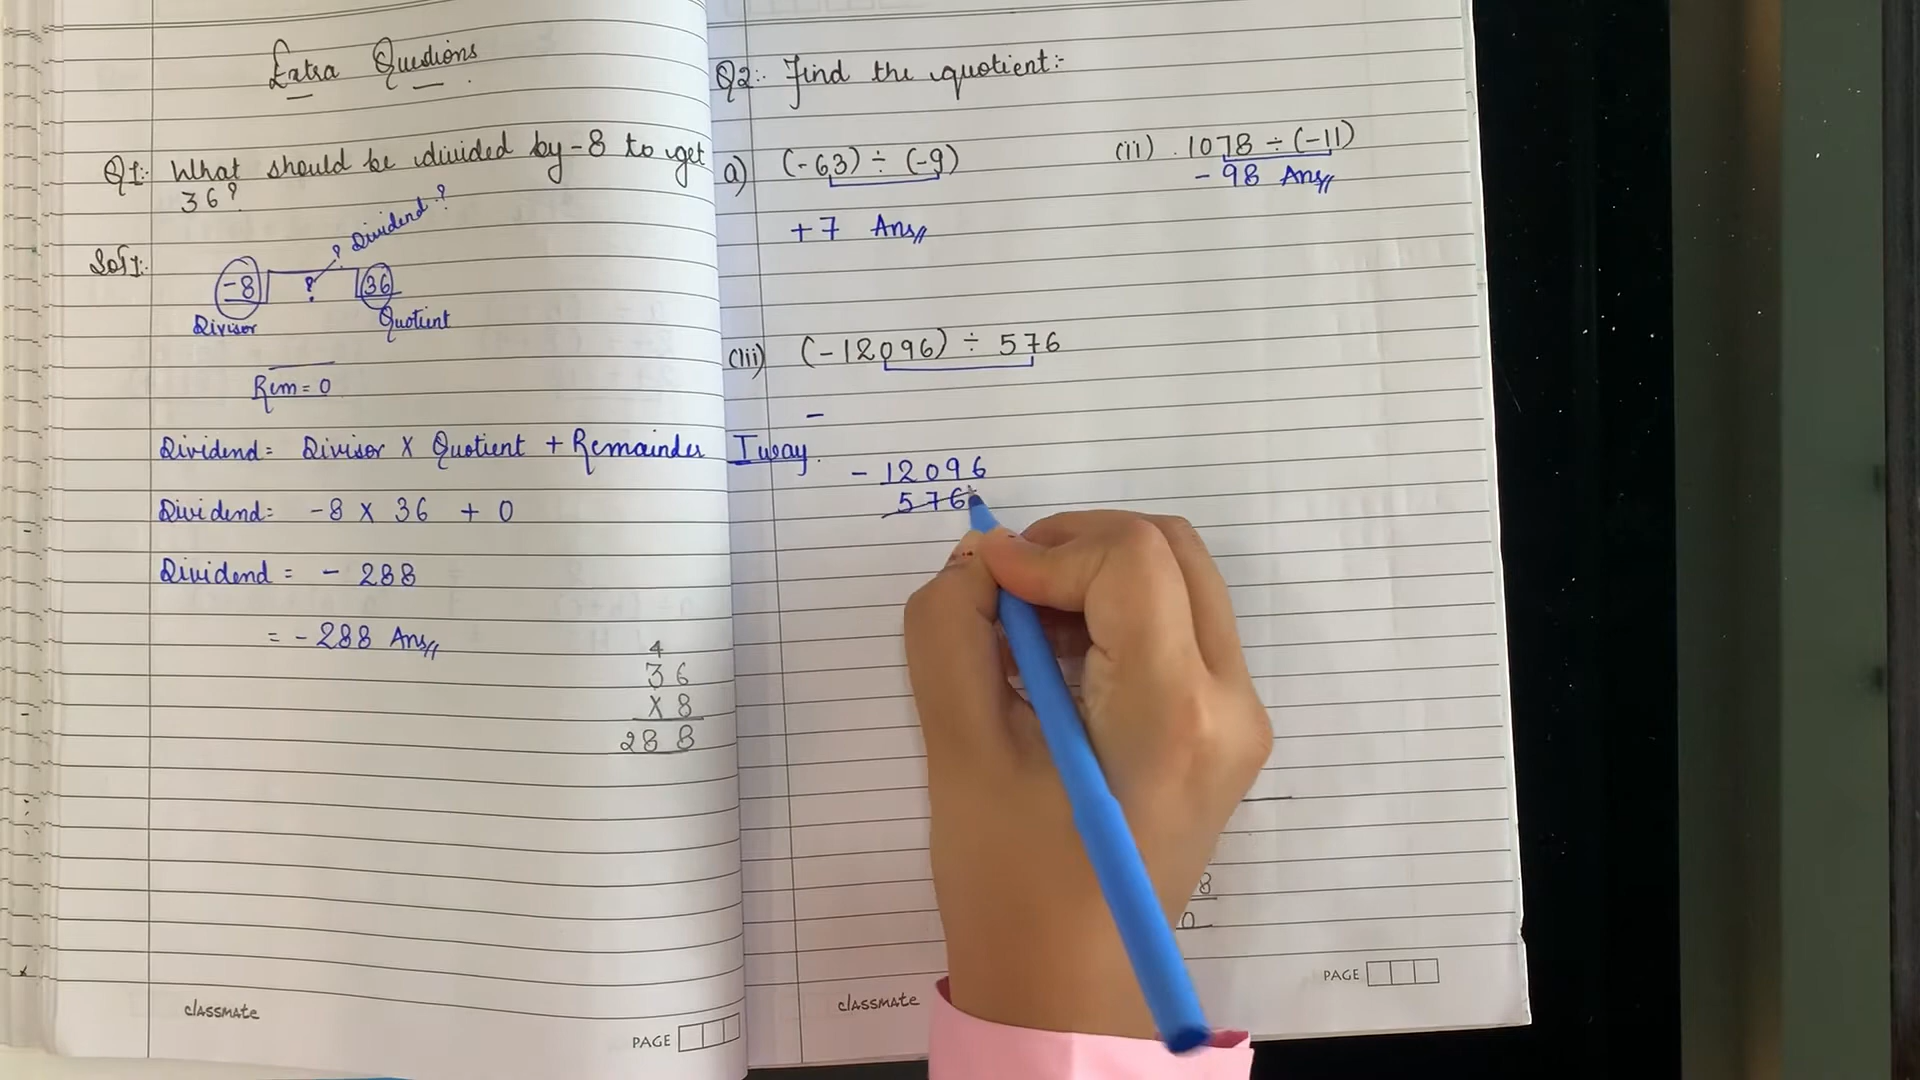 Extra Questions
Q1:- What should be divided by -8 to get
36?
Sol1:-
? Dividend?
-8 ? 36
Divisor
Quotient
Rem = 0
Dividend = Divisor X Quotient + Remainder
Dividend = -8 X 36 + 0
Dividend = - 288
= - 288 Ans
4
36
X 8
288
classmate
PAGE
Q2:- Find the quotient:-
a) (-63) ÷ (-9)
+7 Ans
(ii) . 1078 ÷ (-11)
- 98 Ans
(iii) (-12096) ÷ 576
-
I way.
- 12096
576
8
0
classmate
PAGE